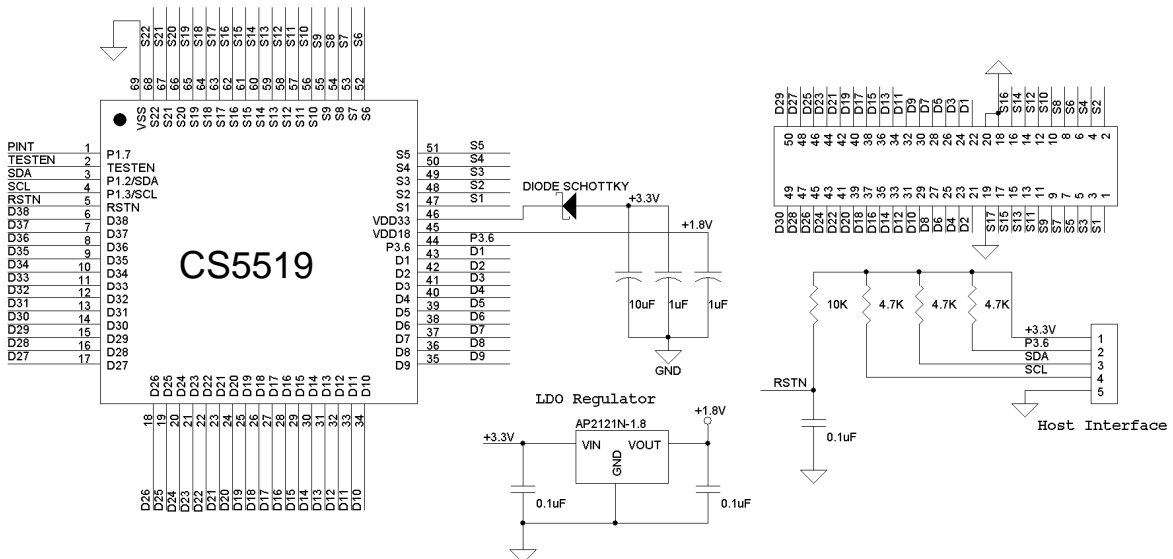 S22 S21 S20 S19 S18 S17 S16 S15 S14 S13 S12 S11 S10 S9 S8 S7 S6
69 68 67 66 65 64 63 62 61 60 59 58 57 56 55 54 53 52
VSS S22 S21 S20 S19 S18 S17 S16 S15 S14 S13 S12 S11 S10 S9 S8 S7 S6
PINT 1 P1.7
TESTEN 2 TESTEN
SDA 3 P1.2/SDA
SCL 4 P1.3/SCL
RSTN 5 RSTN
D38 6 D38
D37 7 D37
D36 8 D36
D35 9 D35
D34 10 D34
D33 11 D33
D32 12 D32
D31 13 D31
D30 14 D30
D29 15 D29
D28 16 D28
D27 17 D27
CS5519
S5 51 S5
S4 50 S4
S3 49 S3
S2 48 S2
S1 47 S1
VDD33 46
VDD18 45
P3.6 44 P3.6
D1 43 D1
D2 42 D2
D3 41 D3
D4 40 D4
D5 39 D5
D6 38 D6
D7 37 D7
D8 36 D8
D9 35 D9
D26 D25 D24 D23 D22 D21 D20 D19 D18 D17 D16 D15 D14 D13 D12 D11 D10
18 19 20 21 22 23 24 25 26 27 28 29 30 31 32 33 34
D26 D25 D24 D23 D22 D21 D20 D19 D18 D17 D16 D15 D14 D13 D12 D11 D10
DIODE SCHOTTKY
+3.3V
+1.8V
10uF 1uF 1uF
GND
LDO Regulator
AP2121N-1.8
+1.8V
+3.3V
VIN VOUT
GND
0.1uF 0.1uF
D29 D27 D25 D23 D21 D19 D17 D15 D13 D11 D9 D7 D5 D3 D1 S16 S14 S12 S10 S8 S6 S4 S2
50 48 46 44 42 40 38 36 34 32 30 28 26 24 22 20 18 16 14 12 10 8 6 4 2
49 47 45 43 41 39 37 35 33 31 29 27 25 23 21 19 17 15 13 11 9 7 5 3 1
D30 D28 D26 D24 D22 D20 D18 D16 D14 D12 D10 D8 D6 D4 D2 S17 S15 S13 S11 S9 S7 S5 S3 S1
10K 4.7K 4.7K 4.7K
+3.3V 1
P3.6 2
SDA 3
SCL 4
5
RSTN
0.1uF
Host Interface